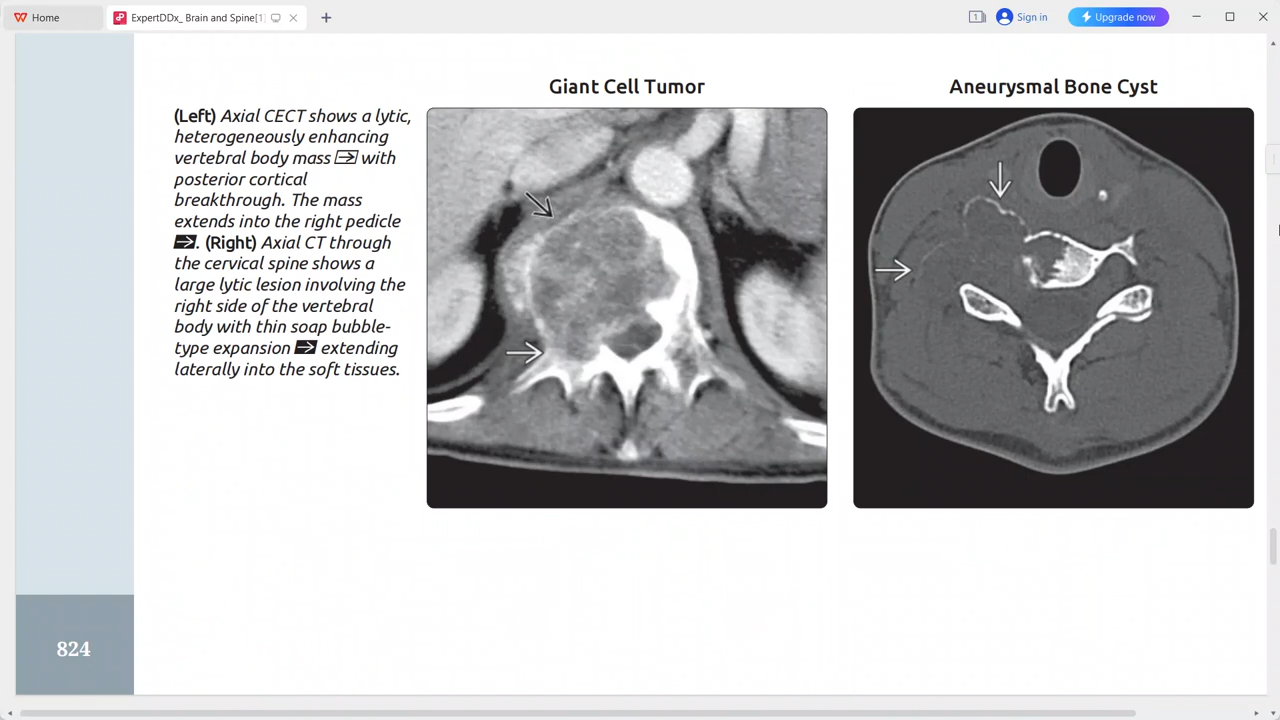 Home
ExpertDDx_ Brain and Spine[1]
1
Sign in
Upgrade now
Giant Cell Tumor
Aneurysmal Bone Cyst
(Left) Axial CECT shows a lytic,
heterogeneously enhancing
vertebral body mass with
posterior cortical
breakthrough. The mass
extends into the right pedicle
. (Right) Axial CT through
the cervical spine shows a
large lytic lesion involving the
right side of the vertebral
body with thin soap bubble-
type expansion extending
laterally into the soft tissues.
824